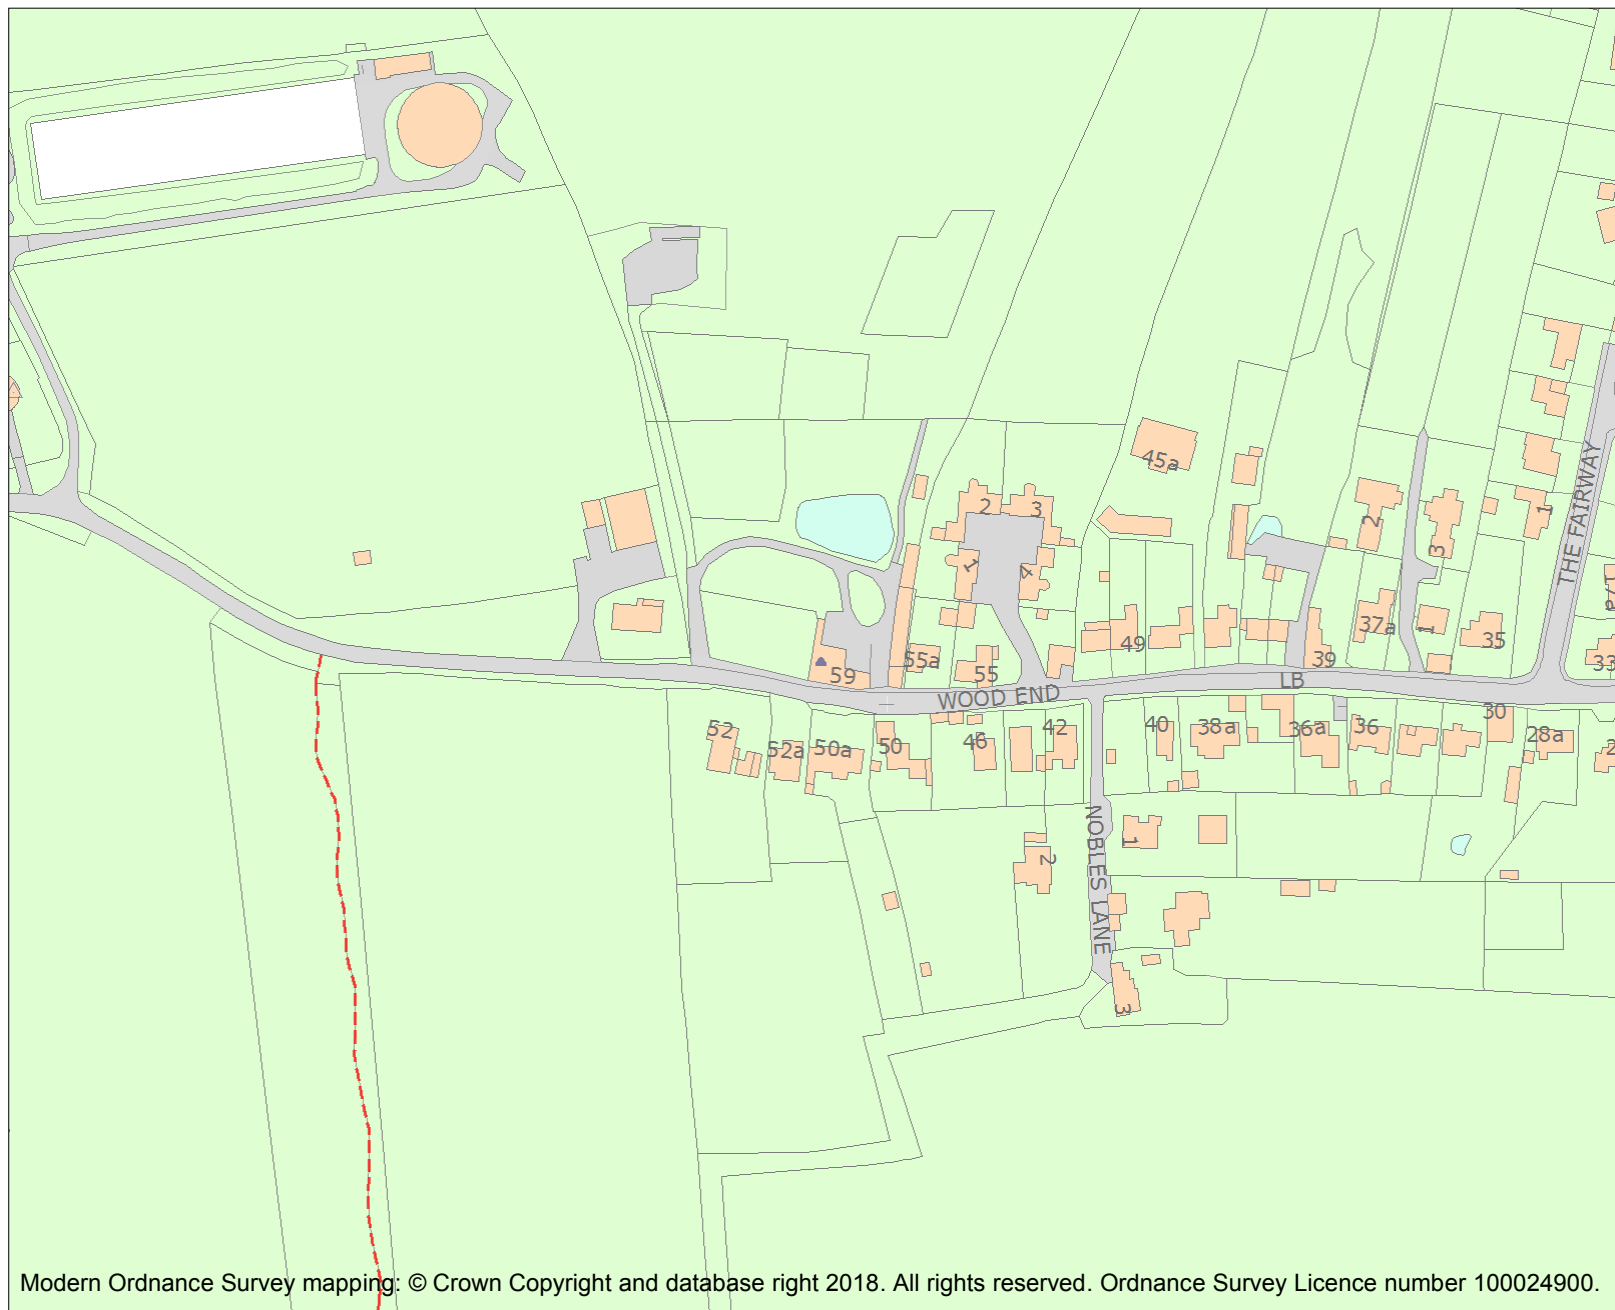 45a
2
3
1
4
2
3
1
THE FAIRWAY
17a
49
37a
1
35
39
33
55a
55
59
WOOD END
LB
52
52a
50a
50
46
42
40
38a
36a
36
30
28a
2
NOBLES LANE
1
2
3
Modern Ordnance Survey mapping: © Crown Copyright and database right 2018. All rights reserved. Ordnance Survey Licence number 100024900.